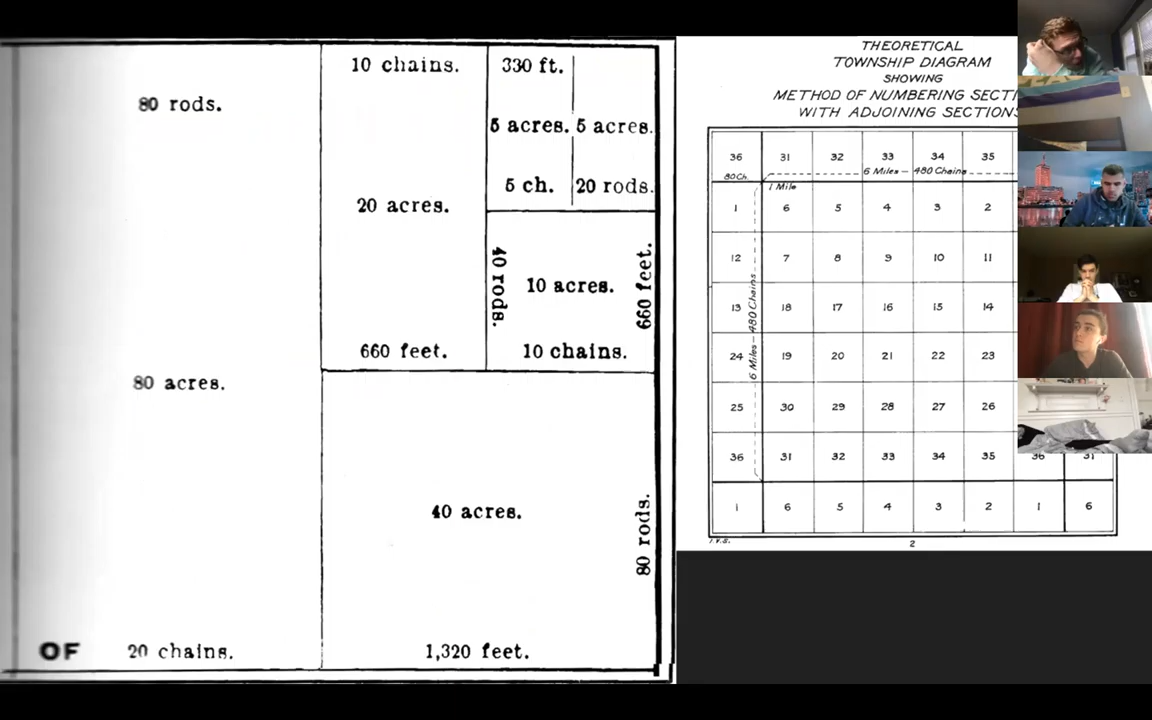 10 chains.
330 ft.
80 rods.
5 acres. 5 acres.
5 ch. 20 rods.
20 acres.
40 rods.
10 acres.
660 feet.
660 feet.
10 chains.
80 acres.
40 acres.
80 rods.
OF 20 chains.
1,320 feet.
THEORETICAL
TOWNSHIP DIAGRAM
SHOWING
METHOD OF NUMBERING
WITH ADJOINING SECTIONS
36 31 32 33 34 35
80 Ch. 6 Miles - 480 Chains
1 Mile
1 6 5 4 3 2
12 7 8 9 10 11
6 Miles - 480 Chains
13 18 17 16 15 14
24 19 20 21 22 23
25 30 29 28 27 26
36 31 32 33 34 35 36 31
1 6 5 4 3 2 1 6
2